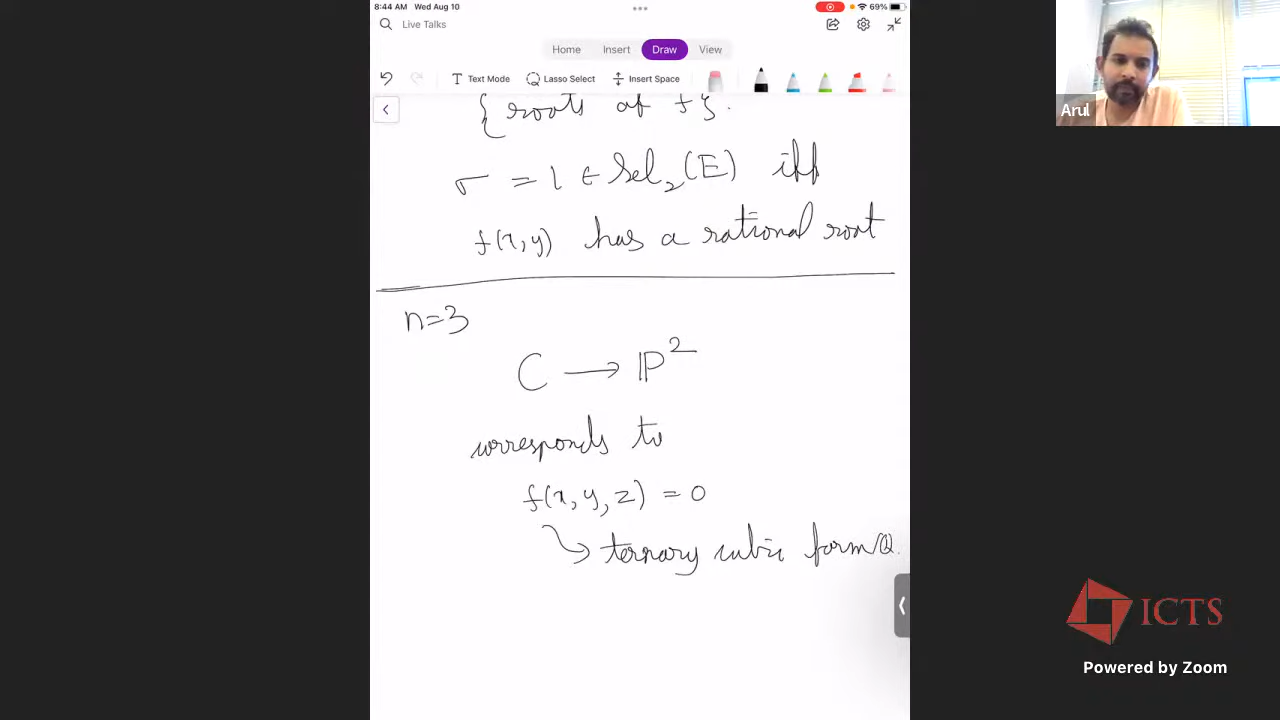 8:44 AM Wed Aug 10
69%
Live Talks
Home Insert Draw View
Text Mode Lasso Select Insert Space
{roots of f}.
σ = 1 ∈ Sel₂(E) iff
f(x,y) has a rational root
n=3
C → ℙ²
corresponds to
f(x, y, z) = 0
↳ ternary cubic form/Q.
Arul
ICTS
Powered by Zoom